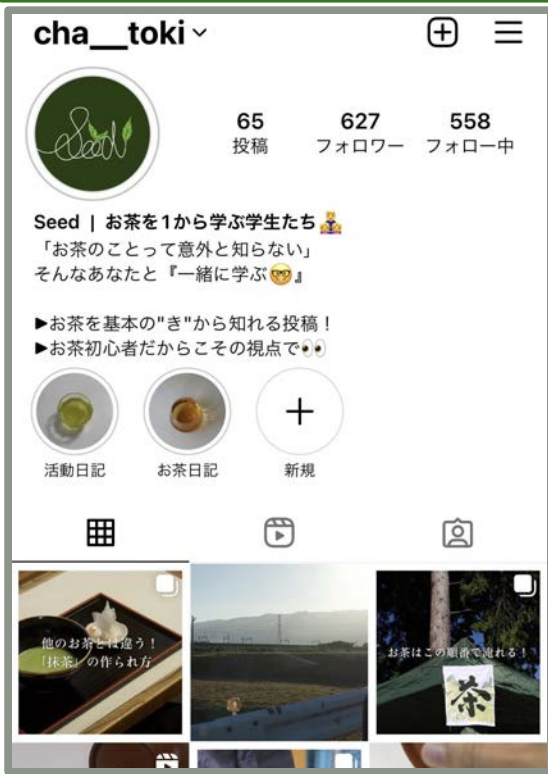 cha__toki
Seed
65
投稿
627
フォロワー
558
フォロー中
Seed | お茶を1から学ぶ学生たち
「お茶のことって意外と知らない」
そんなあなたと『一緒に学ぶ🤓』
▶お茶を基本の"き"から知れる投稿！
▶お茶初心者だからこその視点で👀
活動日記
お茶日記
新規
他のお茶とは違う！
「抹茶」の作られ方
お茶はこの順番で淹れる！
茶